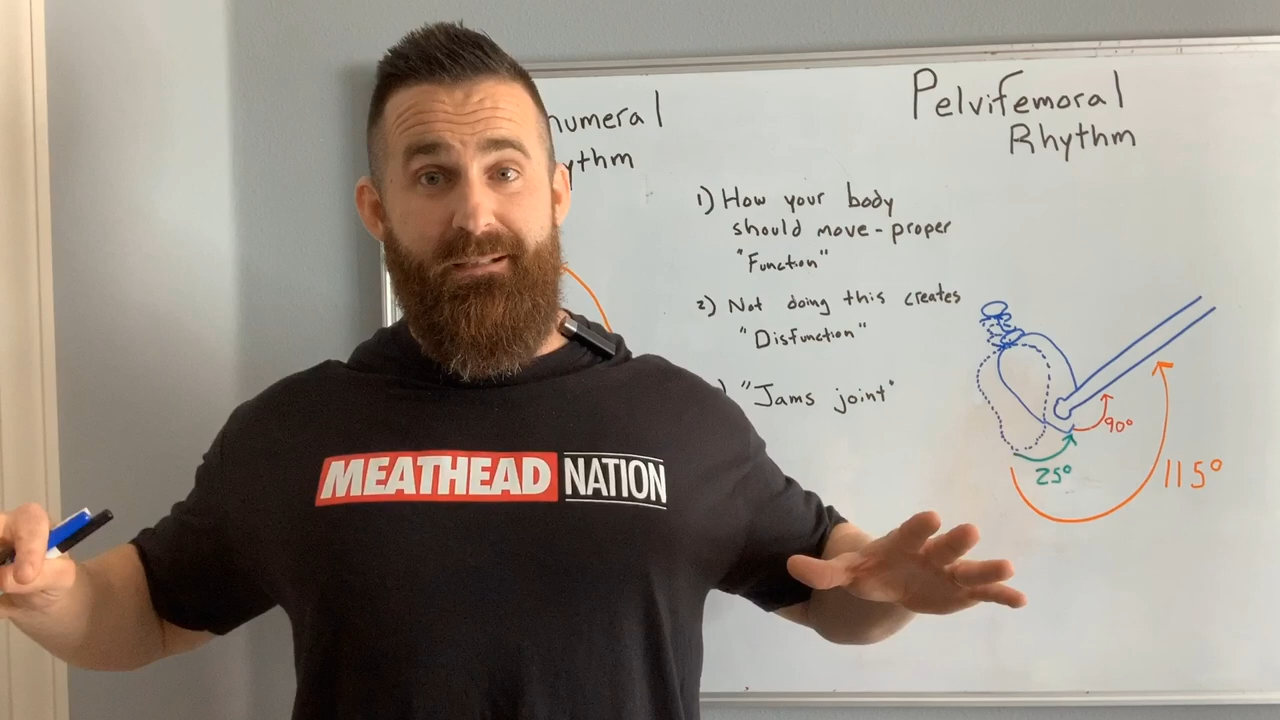 humeral
ythm
Pelvifemoral
Rhythm
1) How your body
should move - proper
"Function"
2) Not doing this creates
"Disfunction"
) "Jams joint"
90°
25°
115°
MEATHEAD NATION